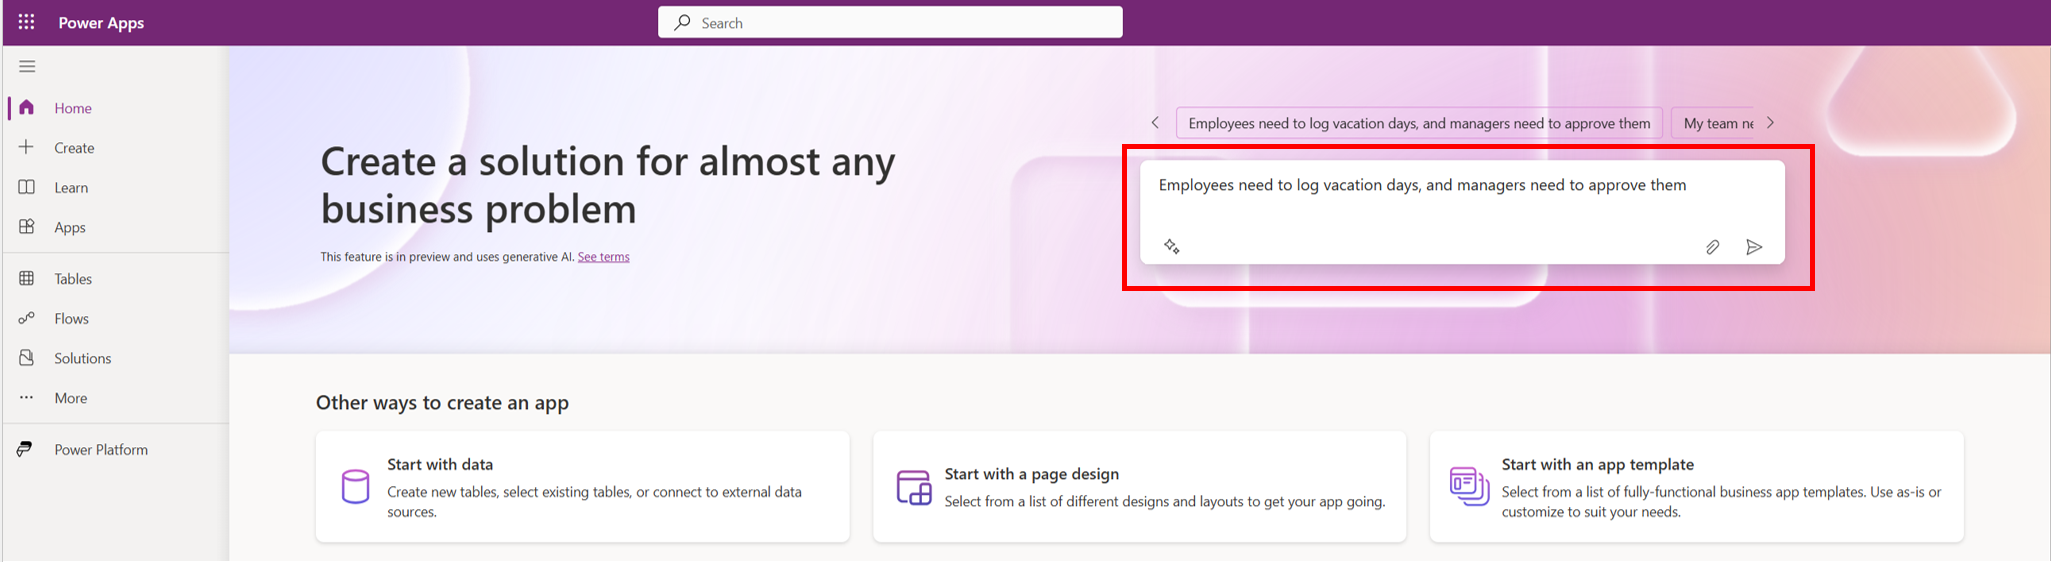 Power Apps
Search
Home
Create
Learn
Apps
Tables
Flows
Solutions
More
Power Platform
Create a solution for almost any
business problem
This feature is in preview and uses generative AI. See terms
Employees need to log vacation days, and managers need to approve them
My team ne
Employees need to log vacation days, and managers need to approve them
Other ways to create an app
Start with data
Create new tables, select existing tables, or connect to external data
sources.
Start with a page design
Select from a list of different designs and layouts to get your app going.
Start with an app template
Select from a list of fully-functional business app templates. Use as-is or
customize to suit your needs.